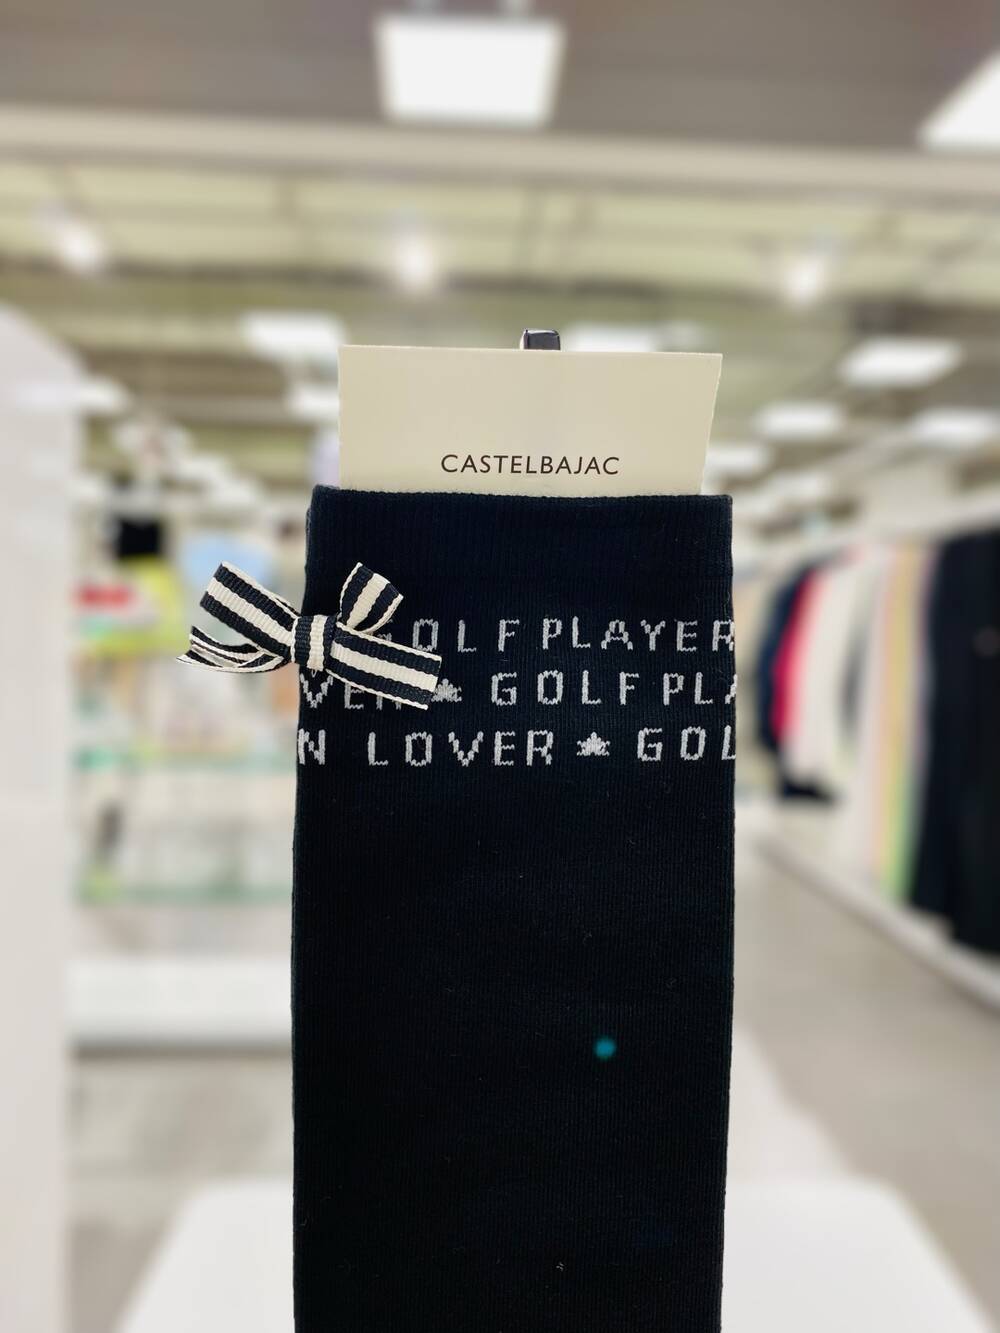 CASTELBAJAC
OLF PLAYER
VER ★ GOLF PLA
N LOVER ★ GOL